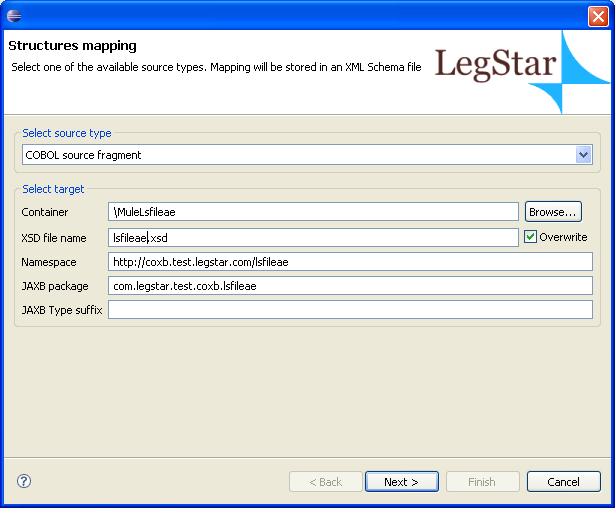 Structures mapping
Select one of the available source types. Mapping will be stored in an XML Schema file
LegStar
Select source type
COBOL source fragment
Select target
Container \MuleLsfileae Browse...
XSD file name lsfileae.xsd Overwrite
Namespace http://coxb.test.legstar.com/lsfileae
JAXB package com.legstar.test.coxb.lsfileae
JAXB Type suffix
? < Back Next > Finish Cancel